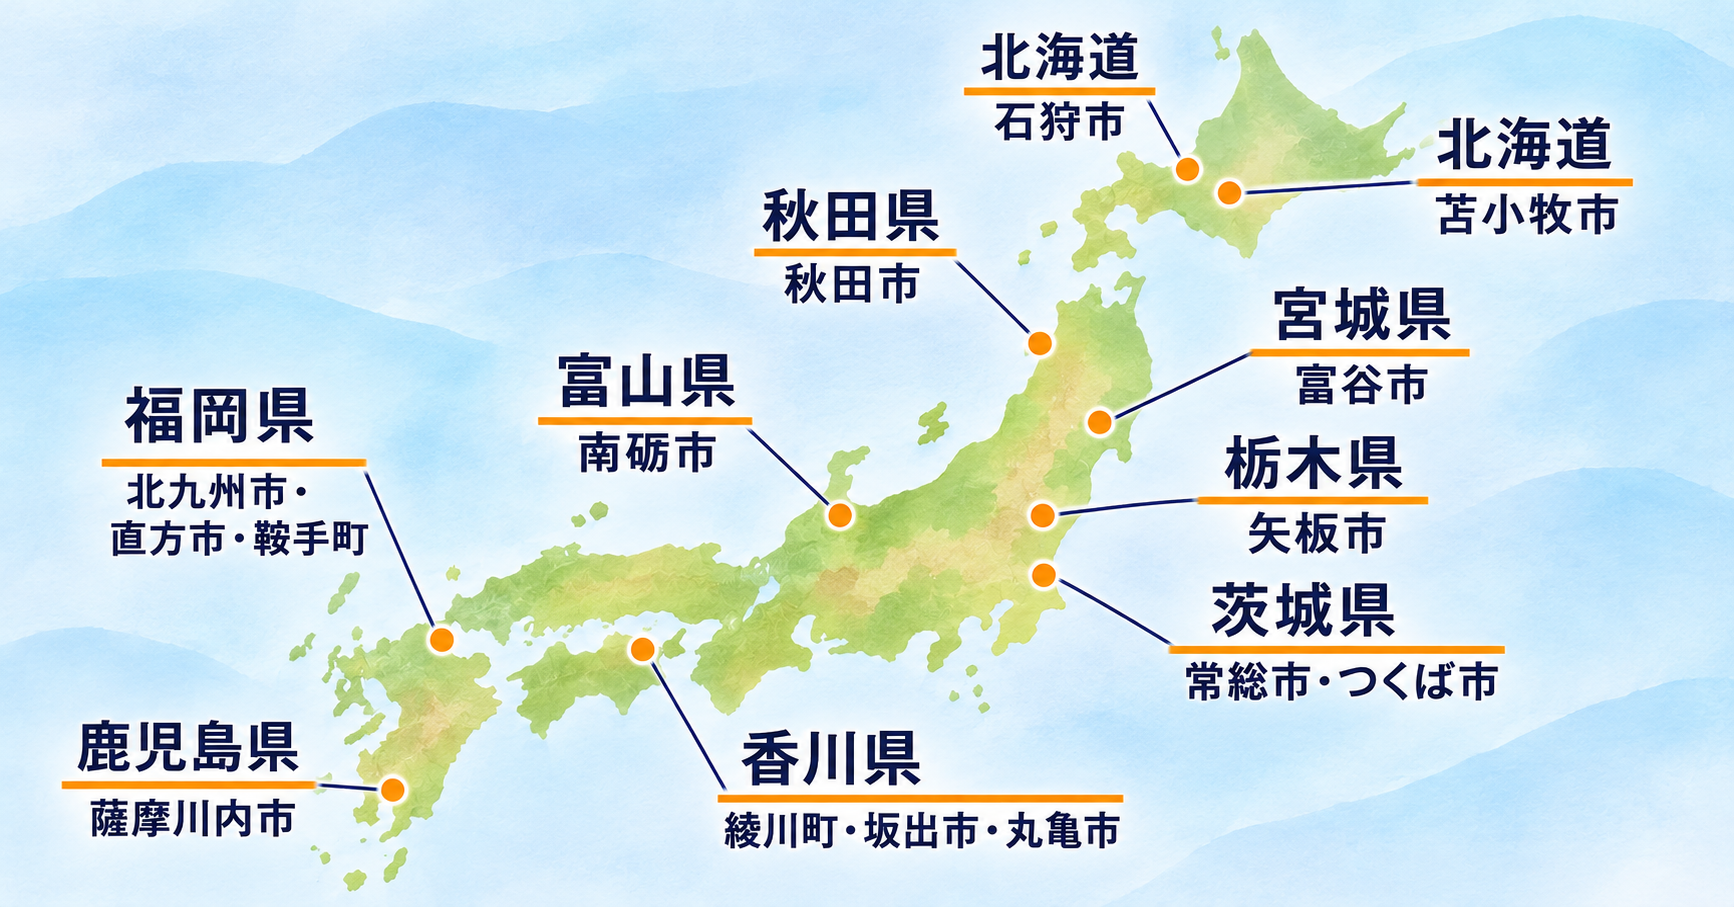 北海道
石狩市
北海道
苫小牧市
秋田県
秋田市
宮城県
富谷市
富山県
南砺市
福岡県
北九州市・
直方市・鞍手町
栃木県
矢板市
茨城県
常総市・つくば市
鹿児島県
薩摩川内市
香川県
綾川町・坂出市・丸亀市